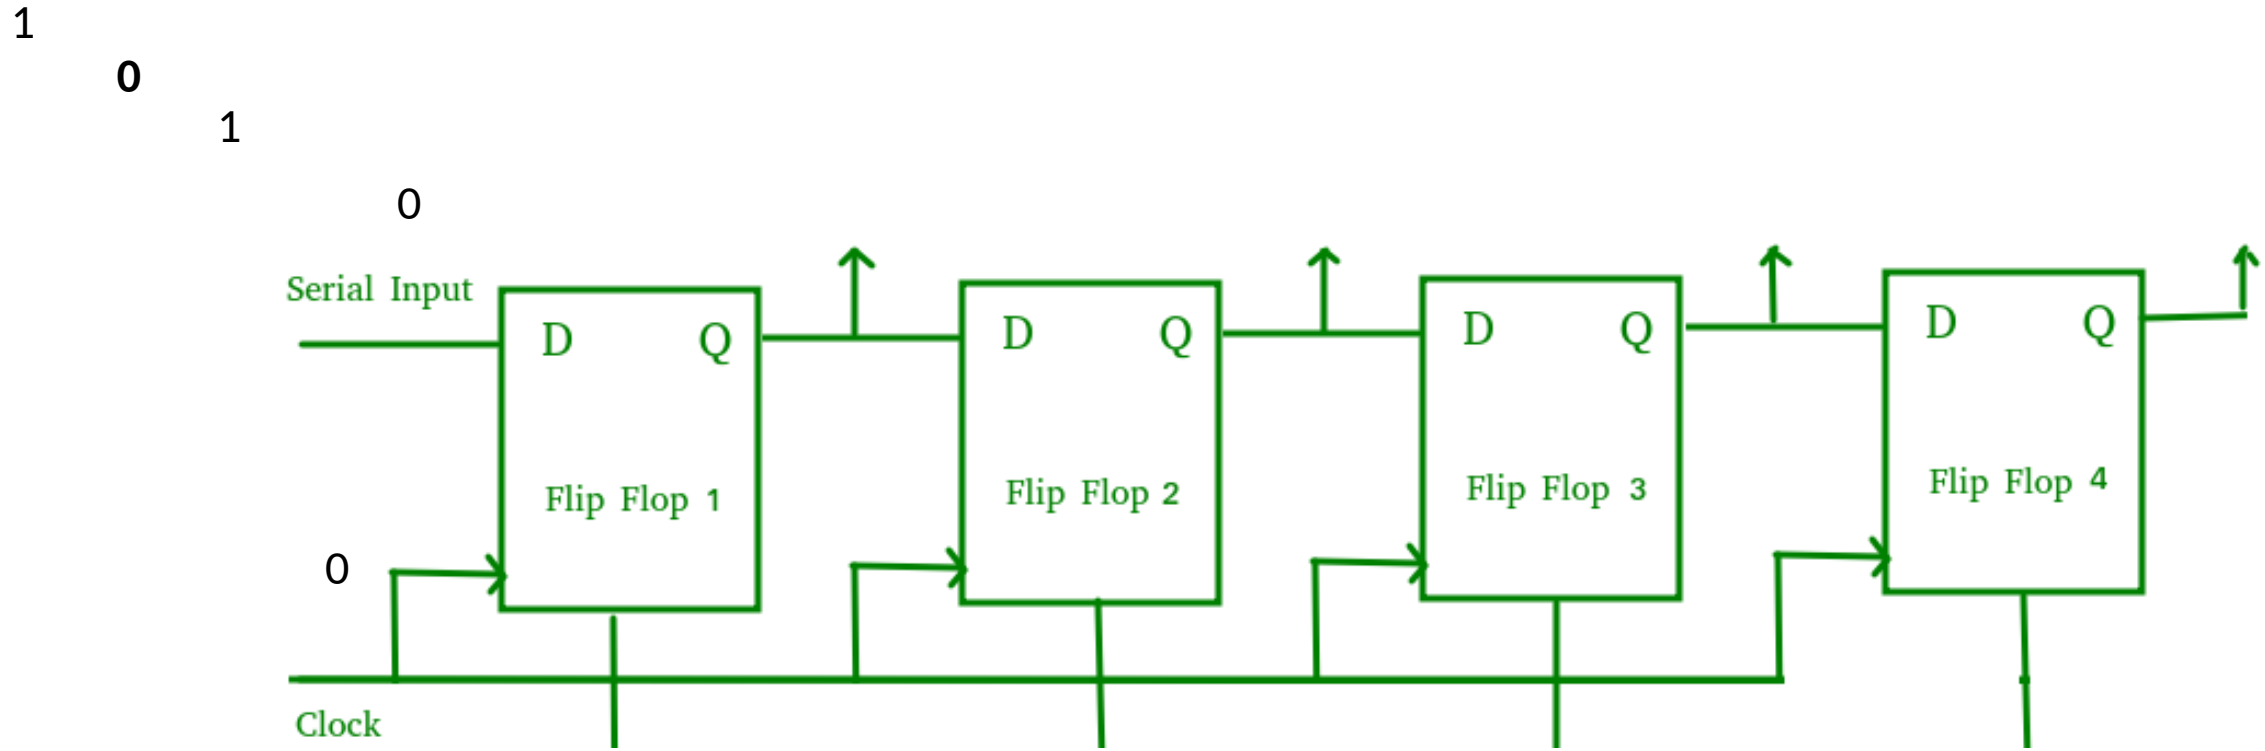 1
0
1
0
Serial Input
D Q
D Q
D Q
D Q
Flip Flop 1
Flip Flop 2
Flip Flop 3
Flip Flop 4
0
Clock